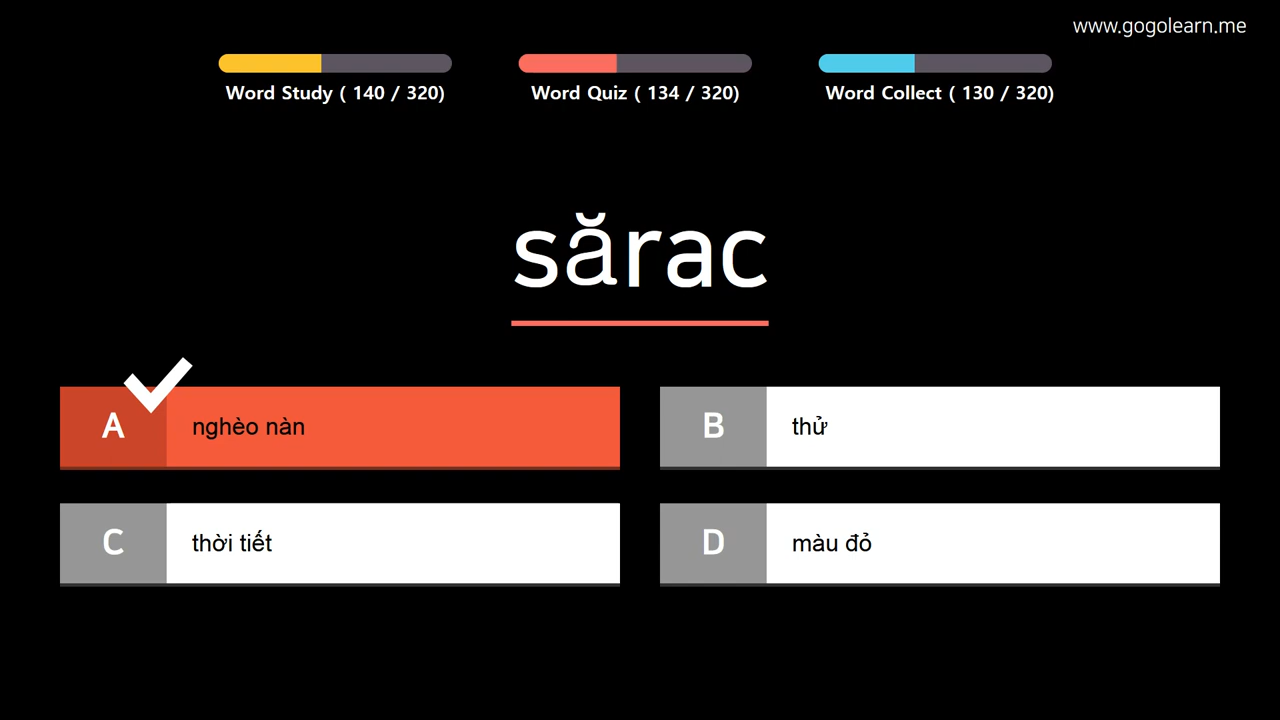 www.gogolearn.me
Word Study ( 140 / 320)
Word Quiz ( 134 / 320)
Word Collect ( 130 / 320)
sărac
A nghèo nàn
B thử
C thời tiết
D màu đỏ